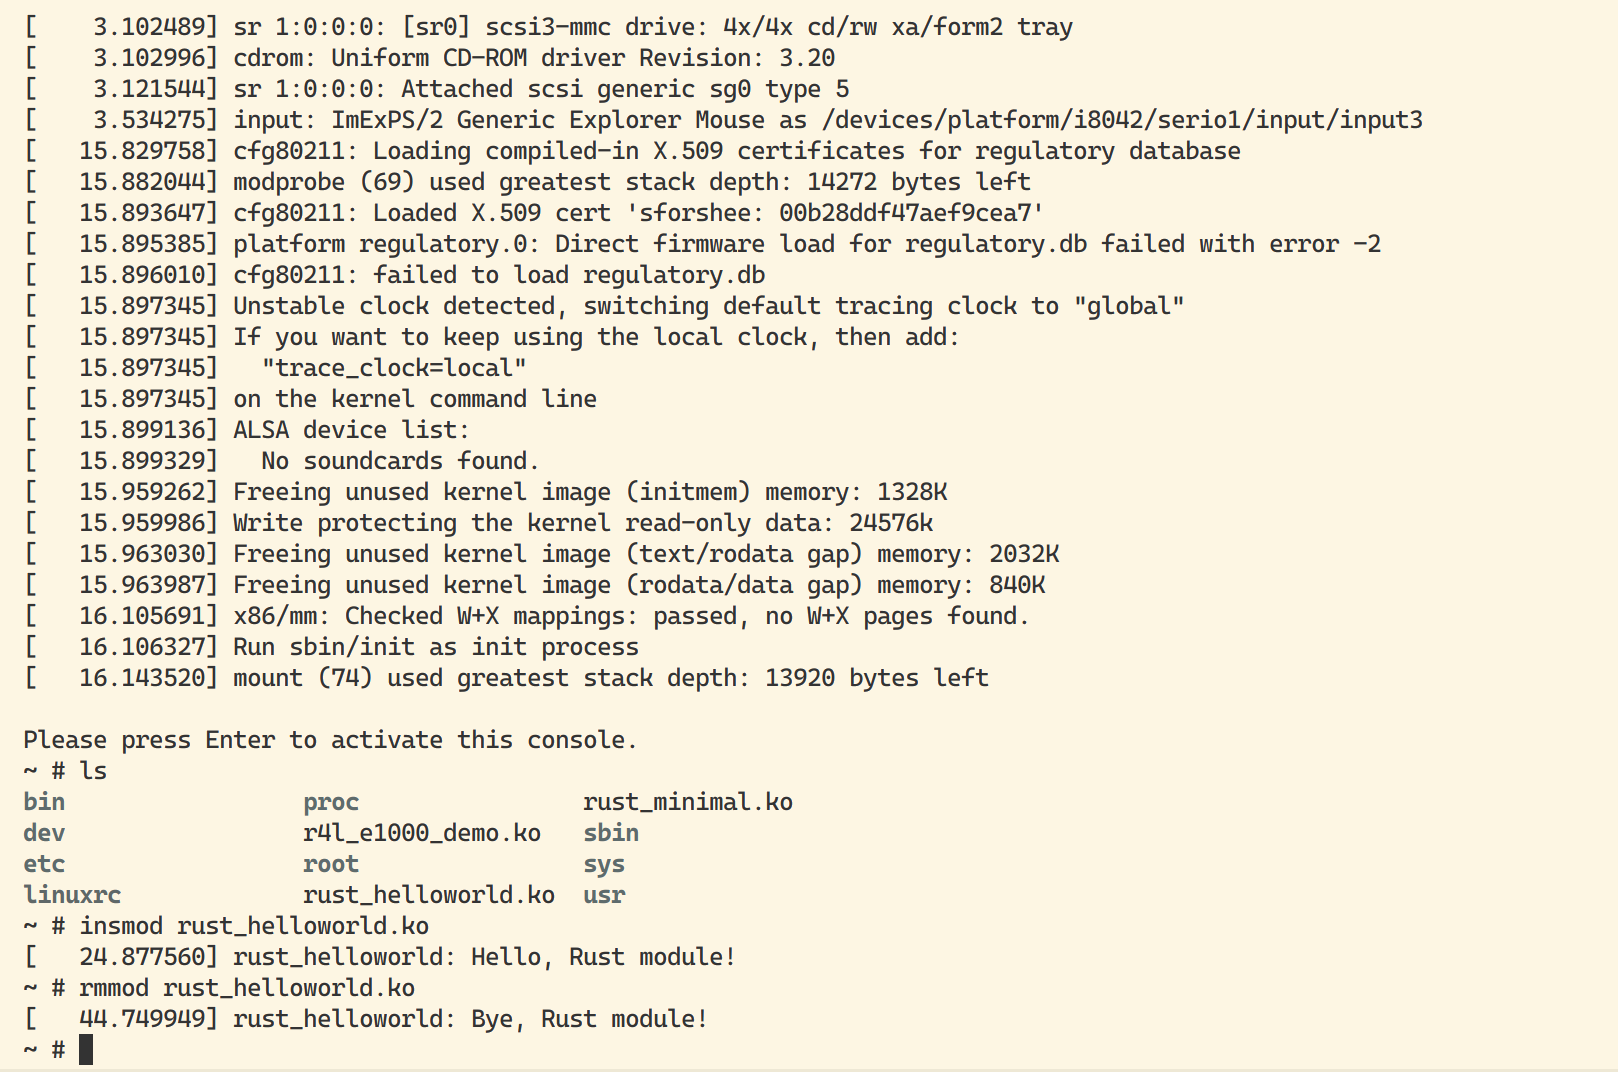 [    3.102489] sr 1:0:0:0: [sr0] scsi3-mmc drive: 4x/4x cd/rw xa/form2 tray
[    3.102996] cdrom: Uniform CD-ROM driver Revision: 3.20
[    3.121544] sr 1:0:0:0: Attached scsi generic sg0 type 5
[    3.534275] input: ImExPS/2 Generic Explorer Mouse as /devices/platform/i8042/serio1/input/input3
[   15.829758] cfg80211: Loading compiled-in X.509 certificates for regulatory database
[   15.882044] modprobe (69) used greatest stack depth: 14272 bytes left
[   15.893647] cfg80211: Loaded X.509 cert 'sforshee: 00b28ddf47aef9cea7'
[   15.895385] platform regulatory.0: Direct firmware load for regulatory.db failed with error -2
[   15.896010] cfg80211: failed to load regulatory.db
[   15.897345] Unstable clock detected, switching default tracing clock to "global"
[   15.897345] If you want to keep using the local clock, then add:
[   15.897345]   "trace_clock=local"
[   15.897345] on the kernel command line
[   15.899136] ALSA device list:
[   15.899329]   No soundcards found.
[   15.959262] Freeing unused kernel image (initmem) memory: 1328K
[   15.959986] Write protecting the kernel read-only data: 24576k
[   15.963030] Freeing unused kernel image (text/rodata gap) memory: 2032K
[   15.963987] Freeing unused kernel image (rodata/data gap) memory: 840K
[   16.105691] x86/mm: Checked W+X mappings: passed, no W+X pages found.
[   16.106327] Run sbin/init as init process
[   16.143520] mount (74) used greatest stack depth: 13920 bytes left

Please press Enter to activate this console.
~ # ls
bin                 proc                rust_minimal.ko
dev                 r4l_e1000_demo.ko   sbin
etc                 root                sys
linuxrc             rust_helloworld.ko  usr
~ # insmod rust_helloworld.ko
[   24.877560] rust_helloworld: Hello, Rust module!
~ # rmmod rust_helloworld.ko
[   44.749949] rust_helloworld: Bye, Rust module!
~ #